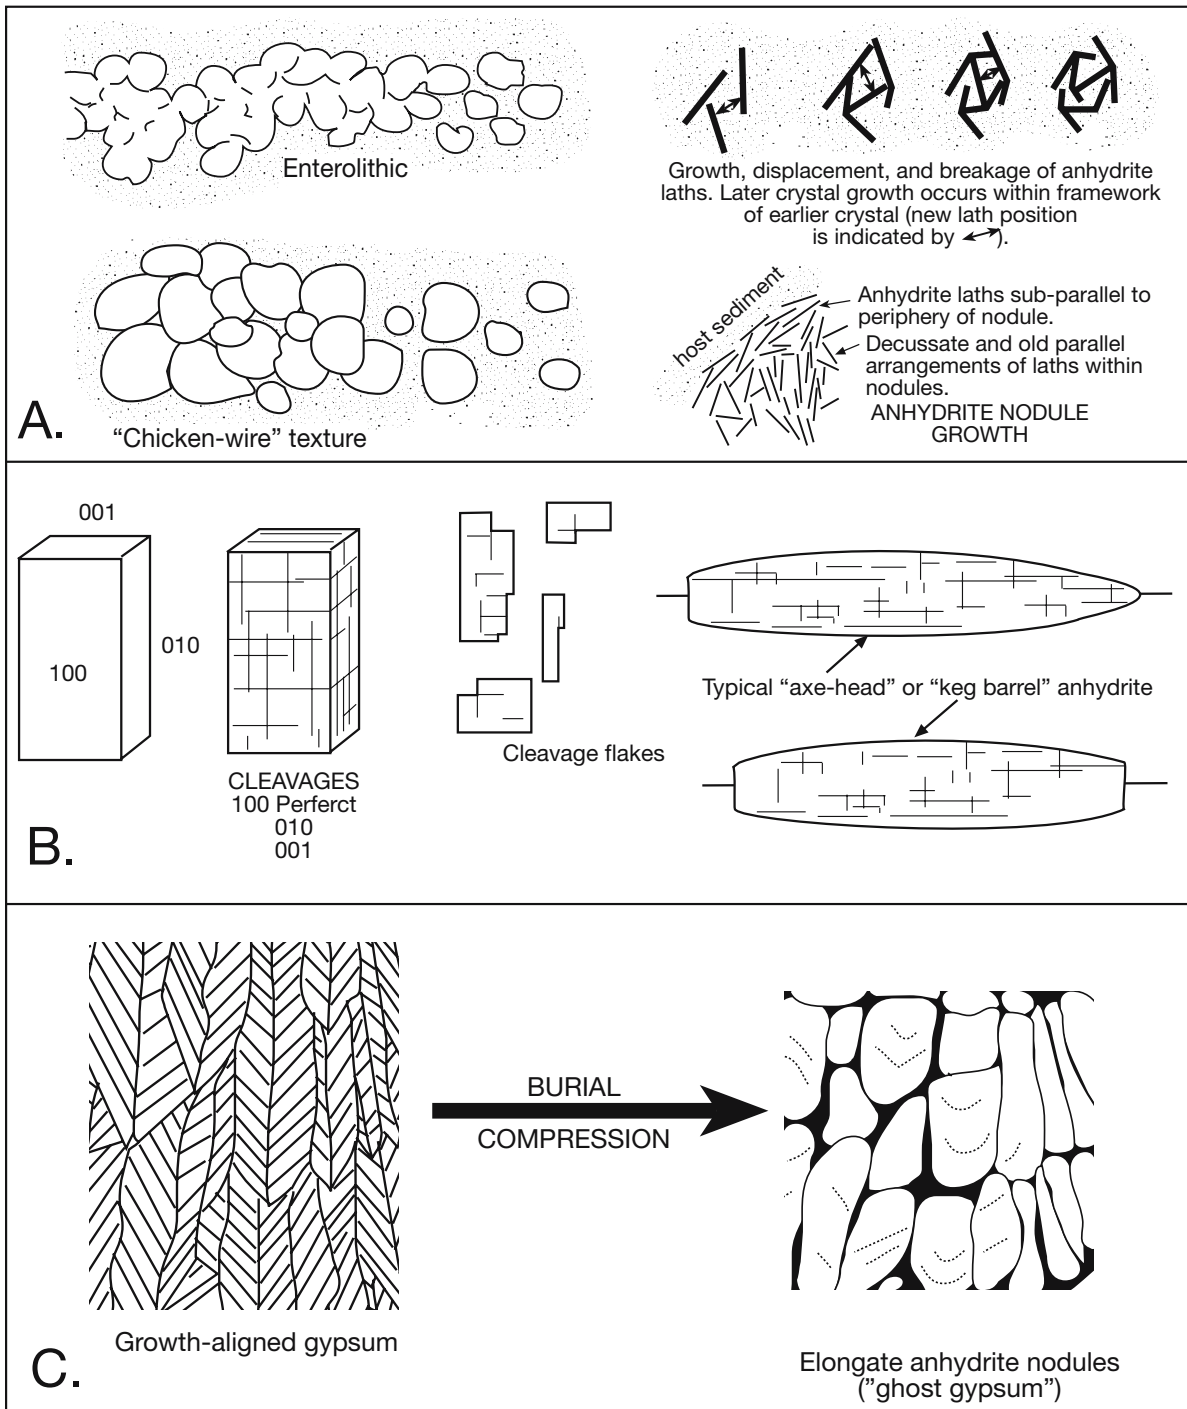 Enterolithic
Growth, displacement, and breakage of anhydrite
laths. Later crystal growth occurs within framework
of earlier crystal (new lath position
is indicated by ).
“Chicken-wire” texture
host sediment
Anhydrite laths sub-parallel to
periphery of nodule.
Decussate and old parallel
arrangements of laths within
nodules.
ANHYDRITE NODULE
GROWTH
A.
001
010
100
CLEAVAGES
100 Perferct
010
001
Cleavage flakes
Typical “axe-head” or “keg barrel” anhydrite
B.
BURIAL
COMPRESSION
Growth-aligned gypsum
Elongate anhydrite nodules
(”ghost gypsum”)
C.